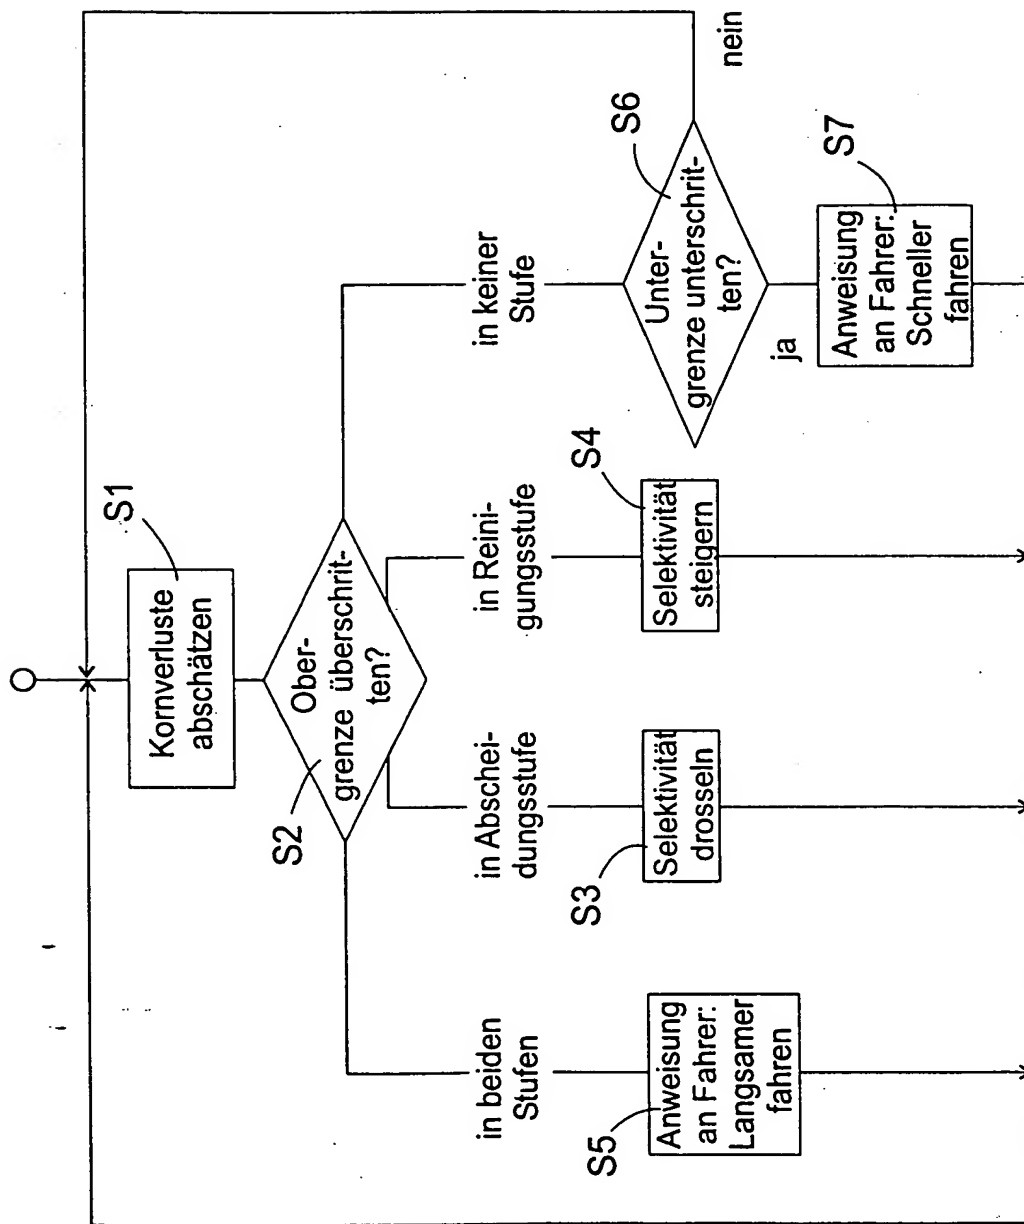 S1
Kornverluste
abschätzen
S2
Ober-
grenze überschrit-
ten?
in beiden
Stufen
in Abschei-
dungsstufe
in Reini-
gungsstufe
in keiner
Stufe
S5
Anweisung
an Fahrer:
Langsamer
fahren
S3
Selektivität
drosseln
S4
Selektivität
steigern
S6
Unter-
grenze unterschrit-
ten?
nein
ja
S7
Anweisung
an Fahrer:
Schneller
fahren